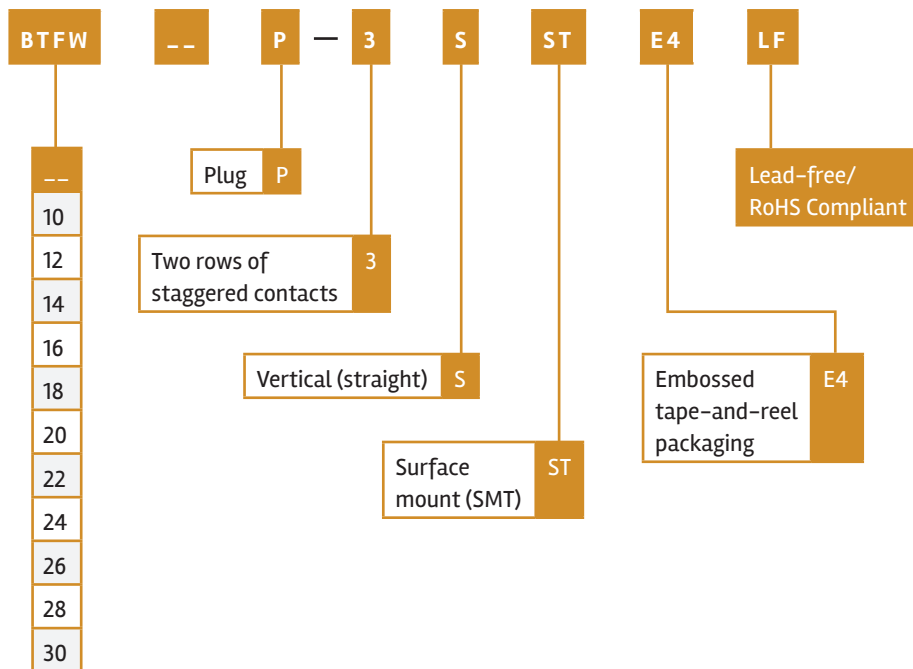 BTFW __ P — 3 S ST E4 LF
__
10
12
14
16
18
20
22
24
26
28
30
Plug P
Two rows of 3
staggered contacts
Vertical (straight) S
Surface ST
mount (SMT)
Embossed E4
tape-and-reel
packaging
Lead-free/
RoHS Compliant